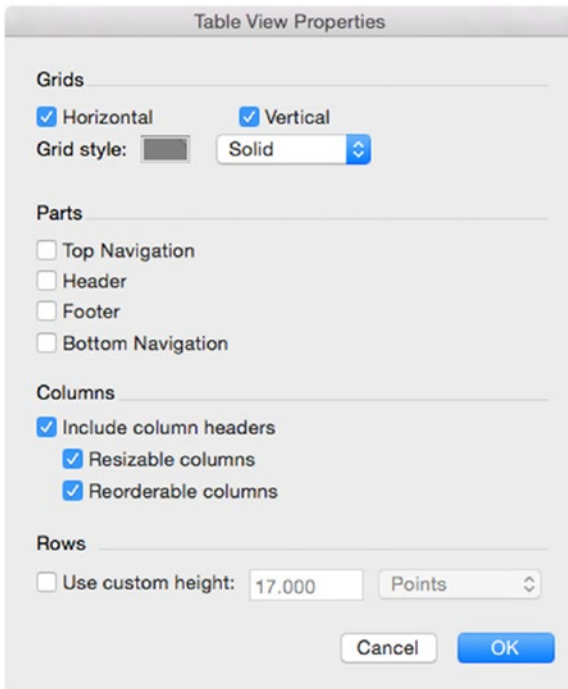 Table View Properties
Grids
Horizontal Vertical
Grid style: Solid
Parts
Top Navigation
Header
Footer
Bottom Navigation
Columns
Include column headers
Resizable columns
Reorderable columns
Rows
Use custom height: 17.000 Points
Cancel OK